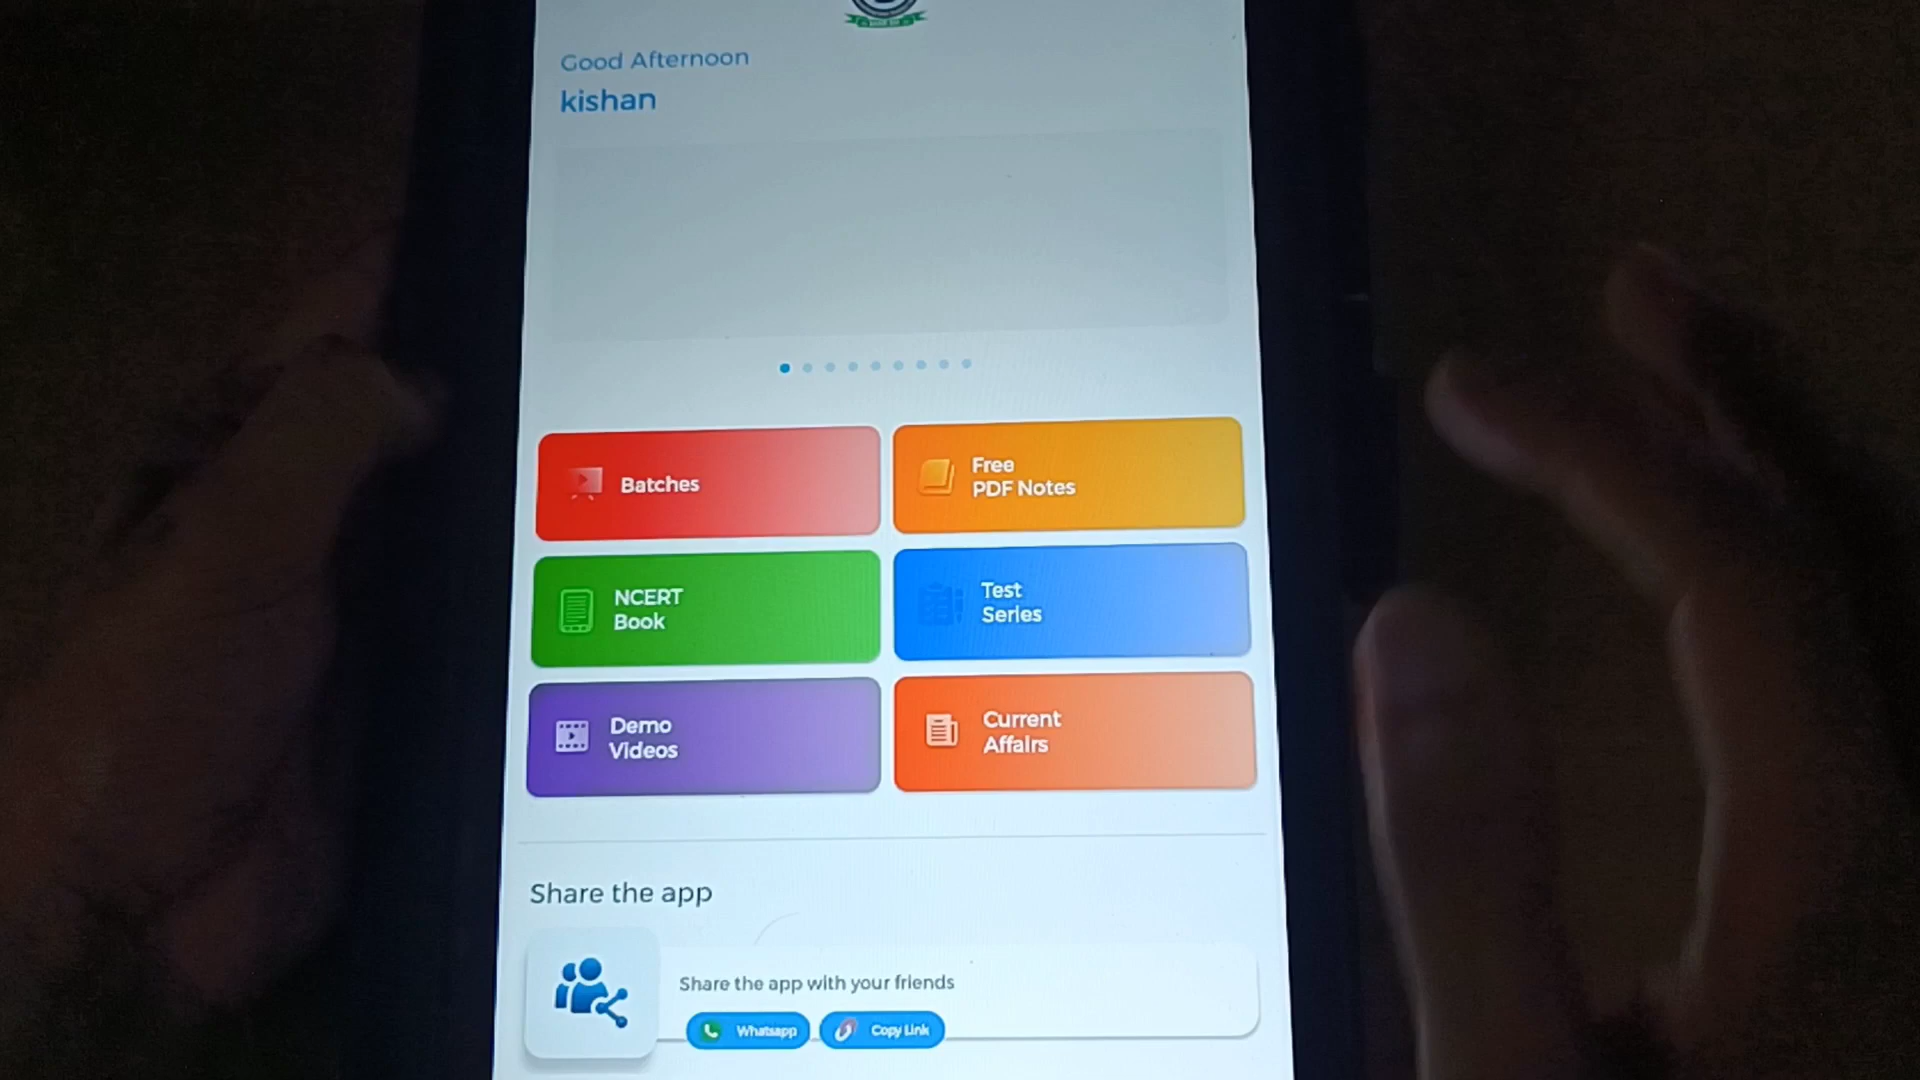 Good Afternoon
kishan
Batches
Free
PDF Notes
NCERT
Book
Test
Series
Demo
Videos
Current
Affairs
Share the app
Share the app with your friends
Whatsapp
Copy Link